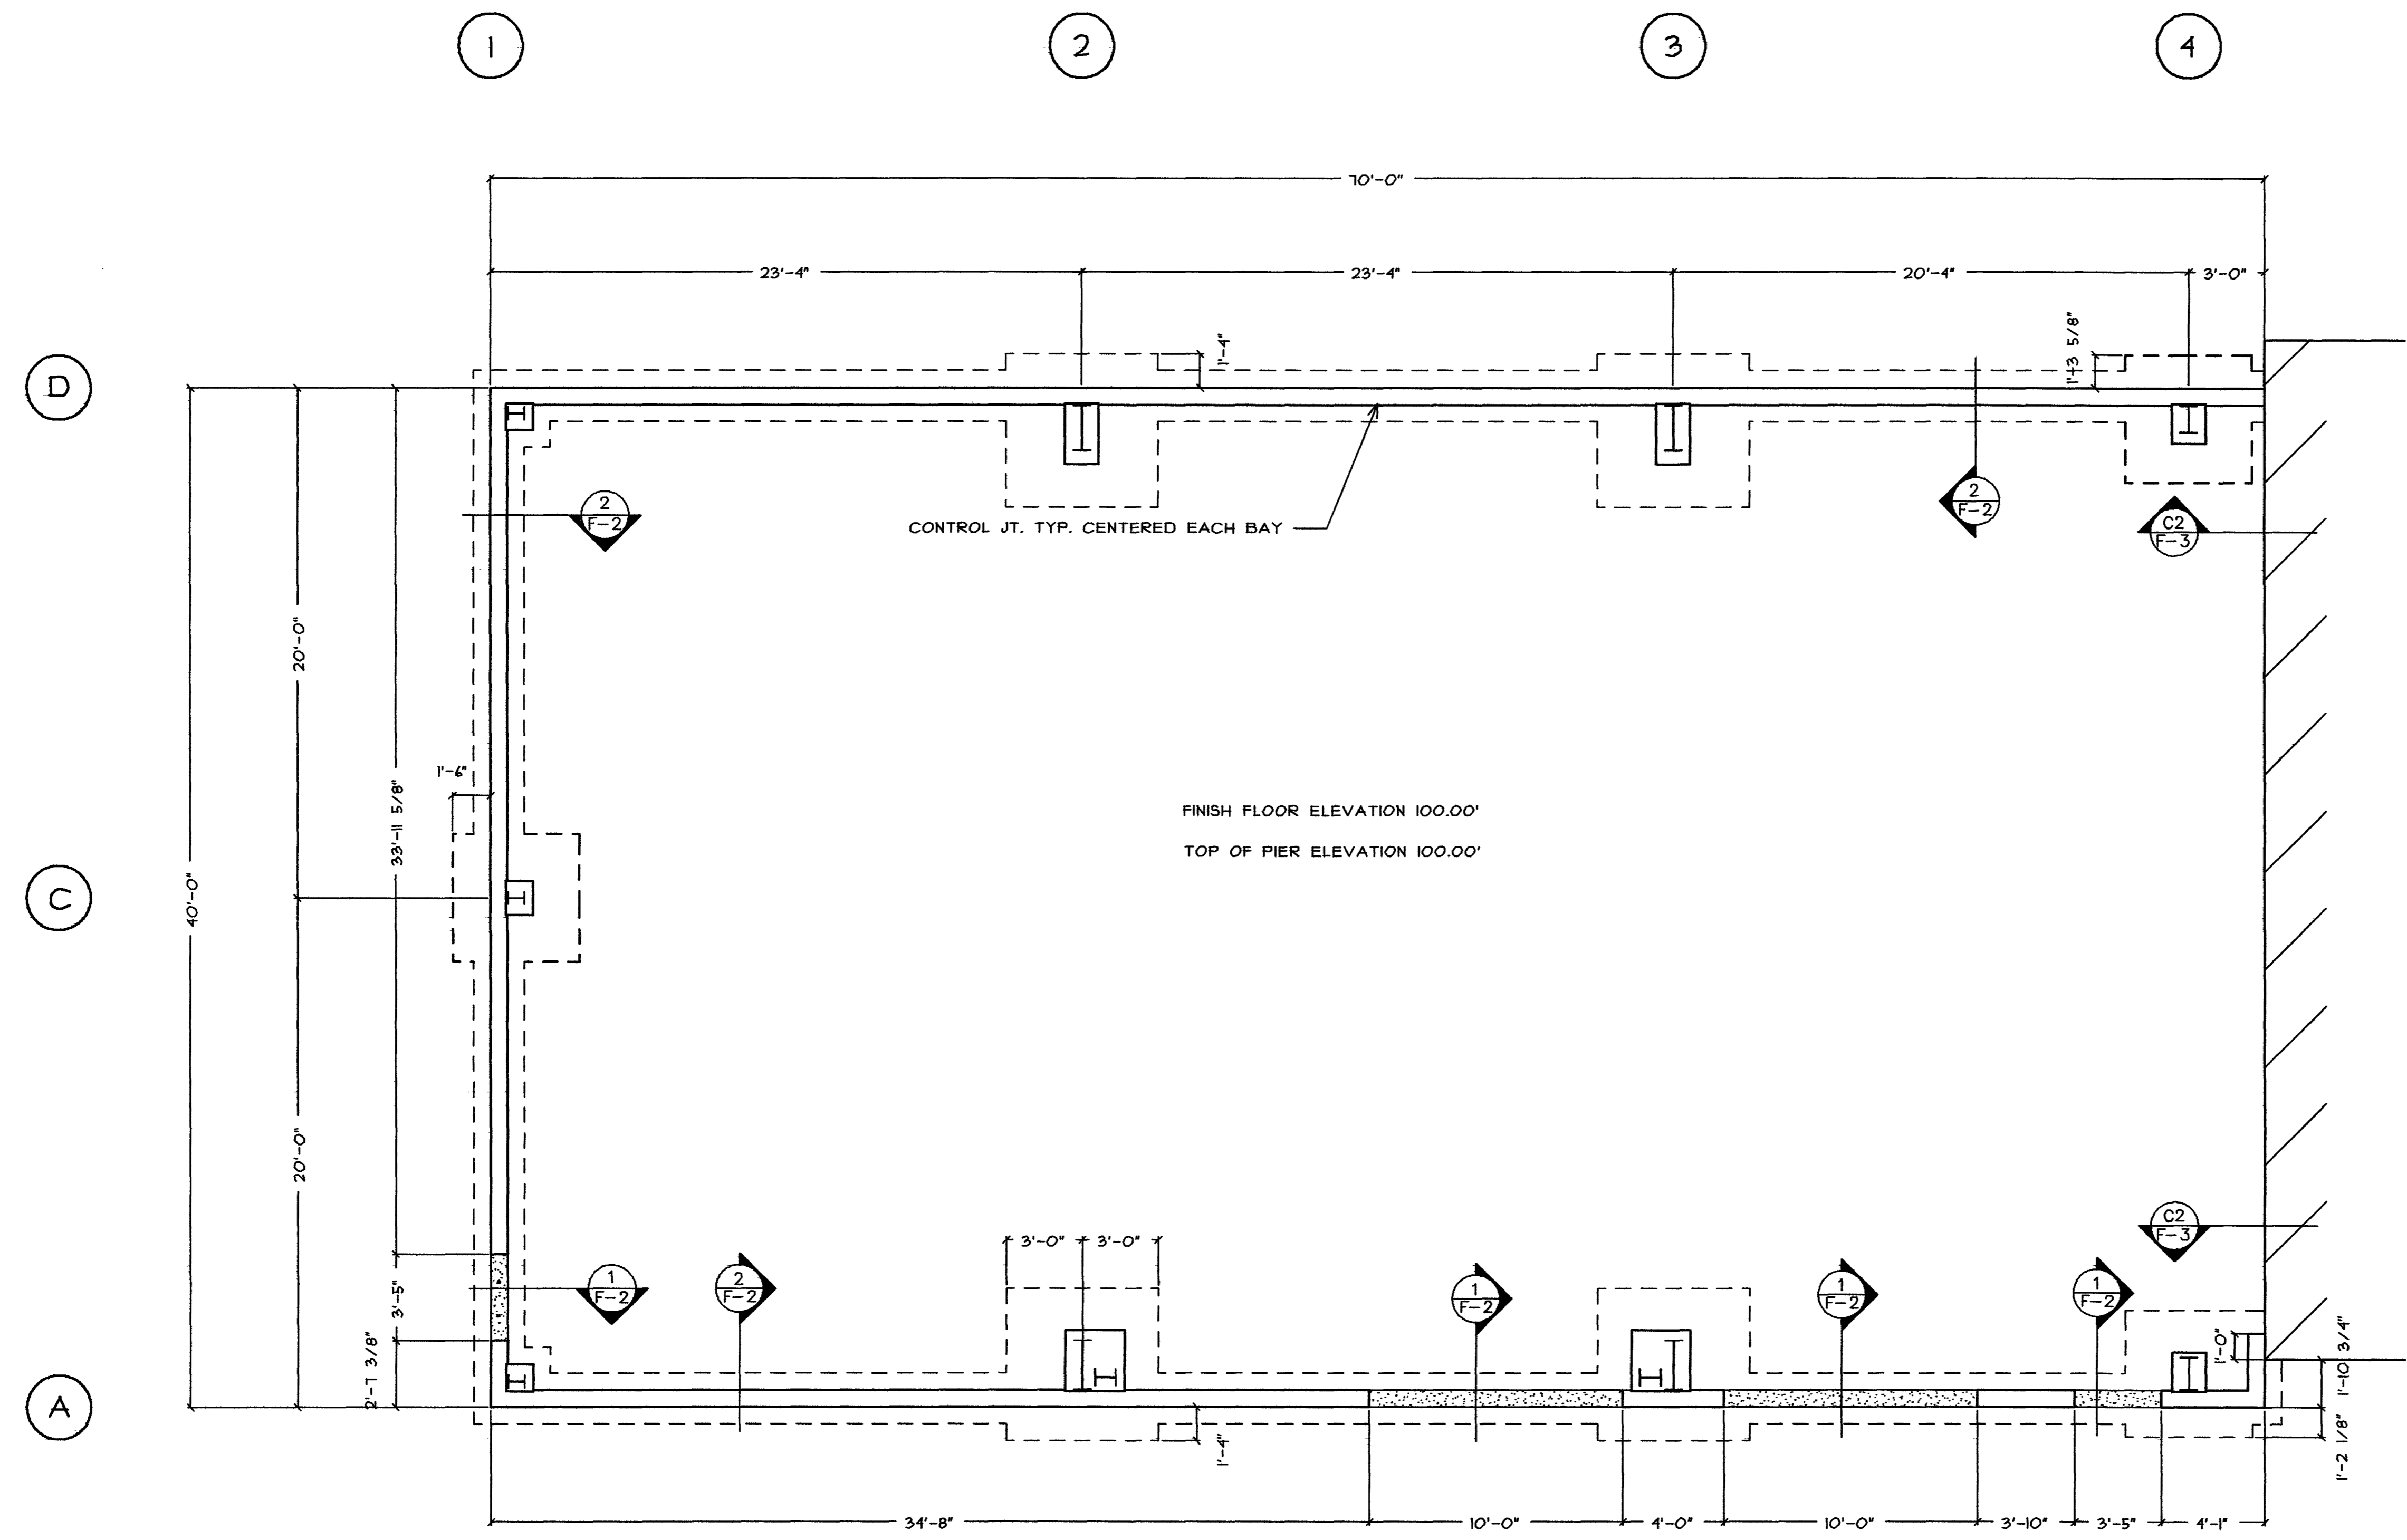 1
2
3
4
70'-0"
23'-4"
23'-4"
20'-4"
3'-0"
1'-4"
1'-3 5/8"
D
2
F-2
2
F-2
CONTROL JT. TYP. CENTERED EACH BAY
C2
F-3
20'-0"
1'-6"
33'-11 5/8"
FINISH FLOOR ELEVATION 100.00'
TOP OF PIER ELEVATION 100.00'
C
40'-0"
20'-0"
C2
F-3
3'-0"
3'-0"
3'-5"
1
F-2
2
F-2
1
F-2
1
F-2
1
F-2
1'-0"
2'-7 3/8"
1'-10 3/4"
A
1'-4"
1'-2 1/8"
34'-8"
10'-0"
4'-0"
10'-0"
3'-10"
3'-5"
4'-1"